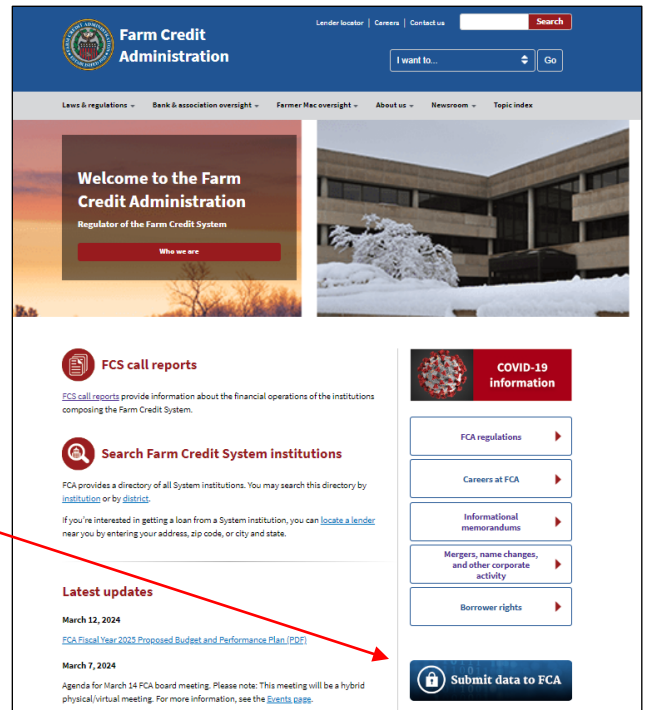 Lender locator | Careers | Contact us
Search
Farm Credit
Administration
I want to...
Go
Laws & regulations
Bank & association oversight
Farmer Mac oversight
About us
Newsroom
Topic index
Welcome to the Farm
Credit Administration
Regulator of the Farm Credit System
Who we are
FCS call reports
FCS call reports provide information about the financial operations of the institutions
composing the Farm Credit System.
Search Farm Credit System institutions
FCA provides a directory of all System institutions. You may search this directory by
institution or by district.
If you're interested in getting a loan from a System institution, you can locate a lender
near you by entering your address, zip code, or city and state.
Latest updates
March 12, 2024
FCA Fiscal Year 2025 Proposed Budget and Performance Plan (PDF)
March 7, 2024
Agenda for March 14 FCA board meeting. Please note: This meeting will be a hybrid
physical/virtual meeting. For more information, see the Events page.
COVID-19
information
FCA regulations
Careers at FCA
Informational
memorandums
Mergers, name changes,
and other corporate
activity
Borrower rights
Submit data to FCA